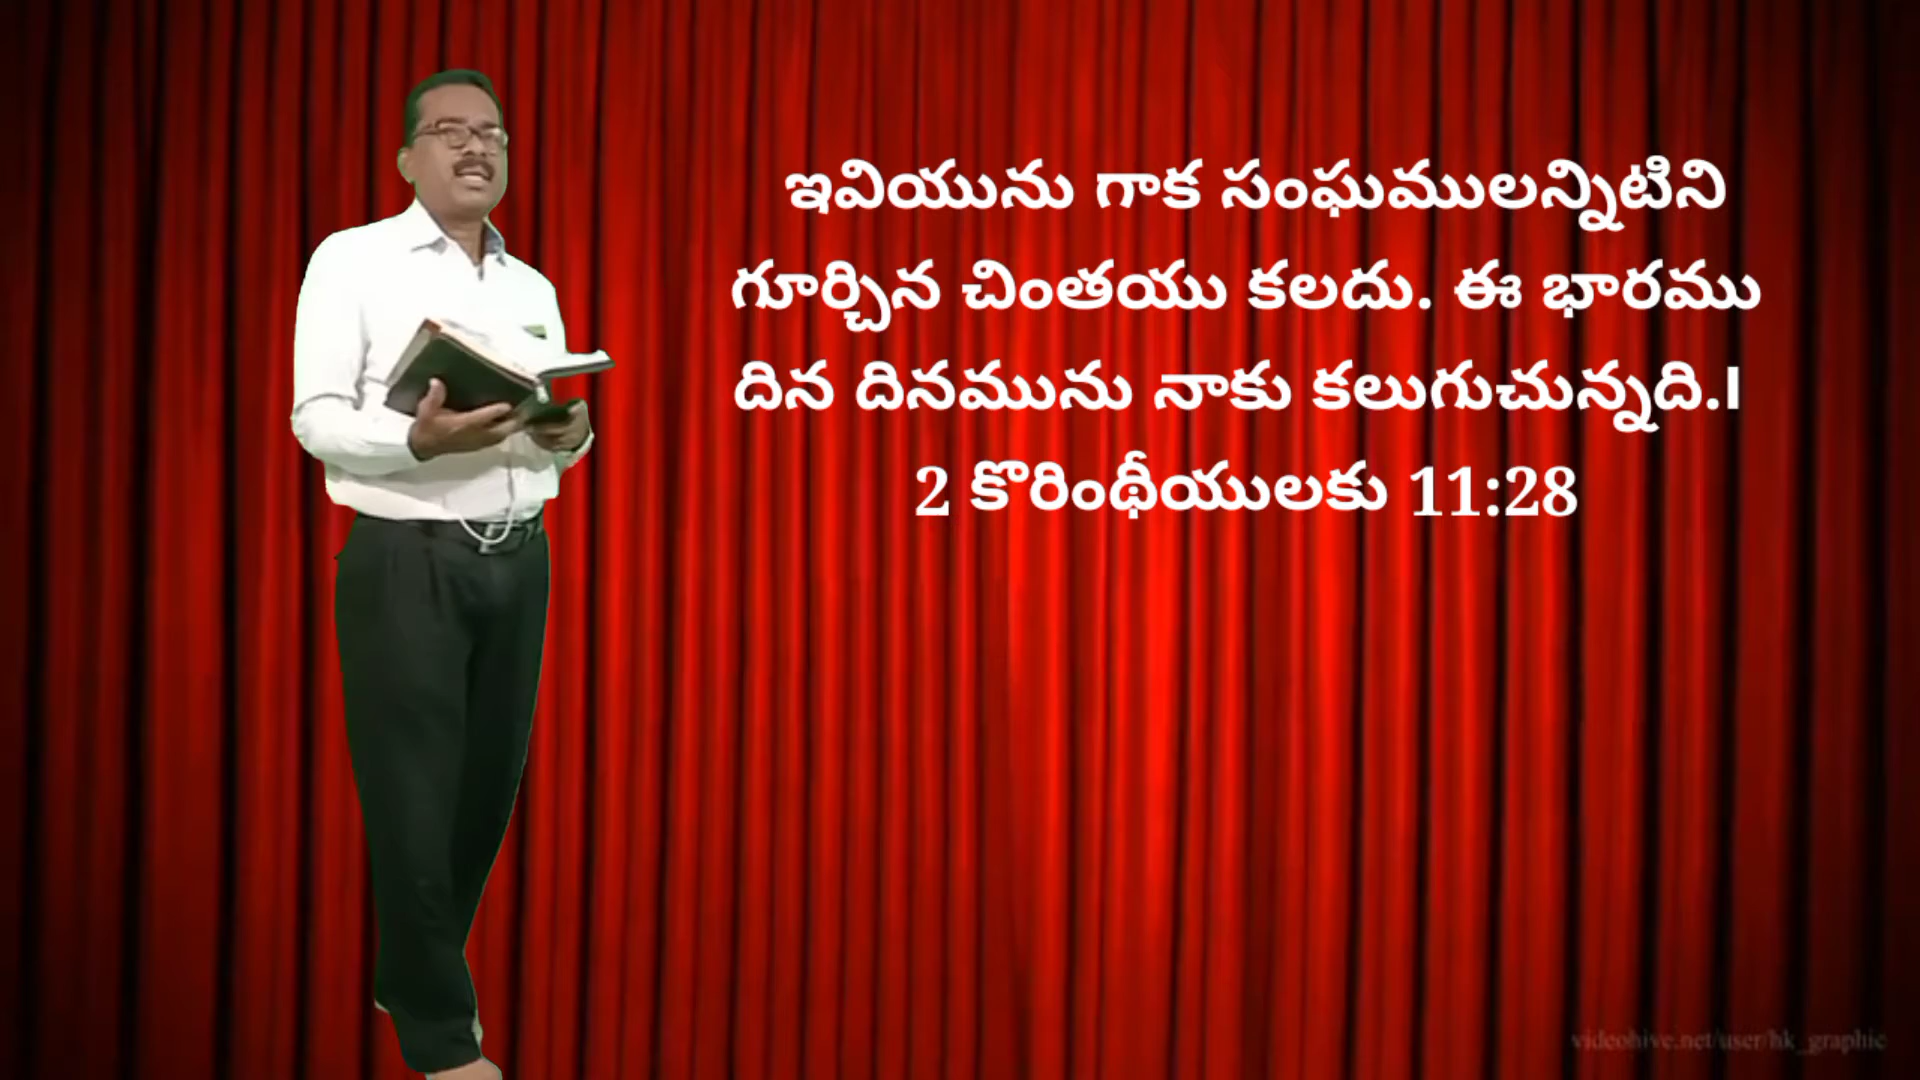 ఇవియును గాక సంఘములన్నిటిని
గూర్చిన చింతయు కలదు. ఈ భారము
దిన దినమును నాకు కలుగుచున్నది.।
2 కొరింథీయులకు 11:28
videohive.net/user/hk_graphic